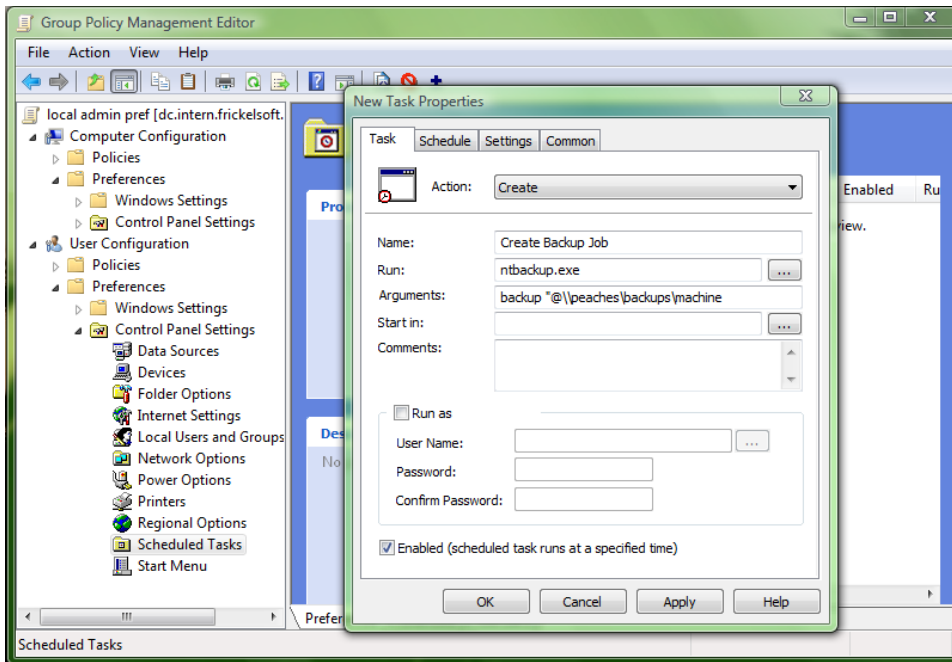 Group Policy Management Editor
File Action View Help
local admin pref [dc.intern.frickelsoft.
Computer Configuration
Policies
Preferences
Windows Settings
Control Panel Settings
User Configuration
Policies
Preferences
Windows Settings
Control Panel Settings
Data Sources
Devices
Folder Options
Internet Settings
Local Users and Groups
Network Options
Power Options
Printers
Regional Options
Scheduled Tasks
Start Menu
Pro
Des
No
Enabled Ru
view.
Prefer
New Task Properties
Task Schedule Settings Common
Action: Create
Name: Create Backup Job
Run: ntbackup.exe ...
Arguments: backup "@\\peaches\backups\machine
Start in: ...
Comments:
Run as
User Name: ...
Password:
Confirm Password:
Enabled (scheduled task runs at a specified time)
OK Cancel Apply Help
Scheduled Tasks